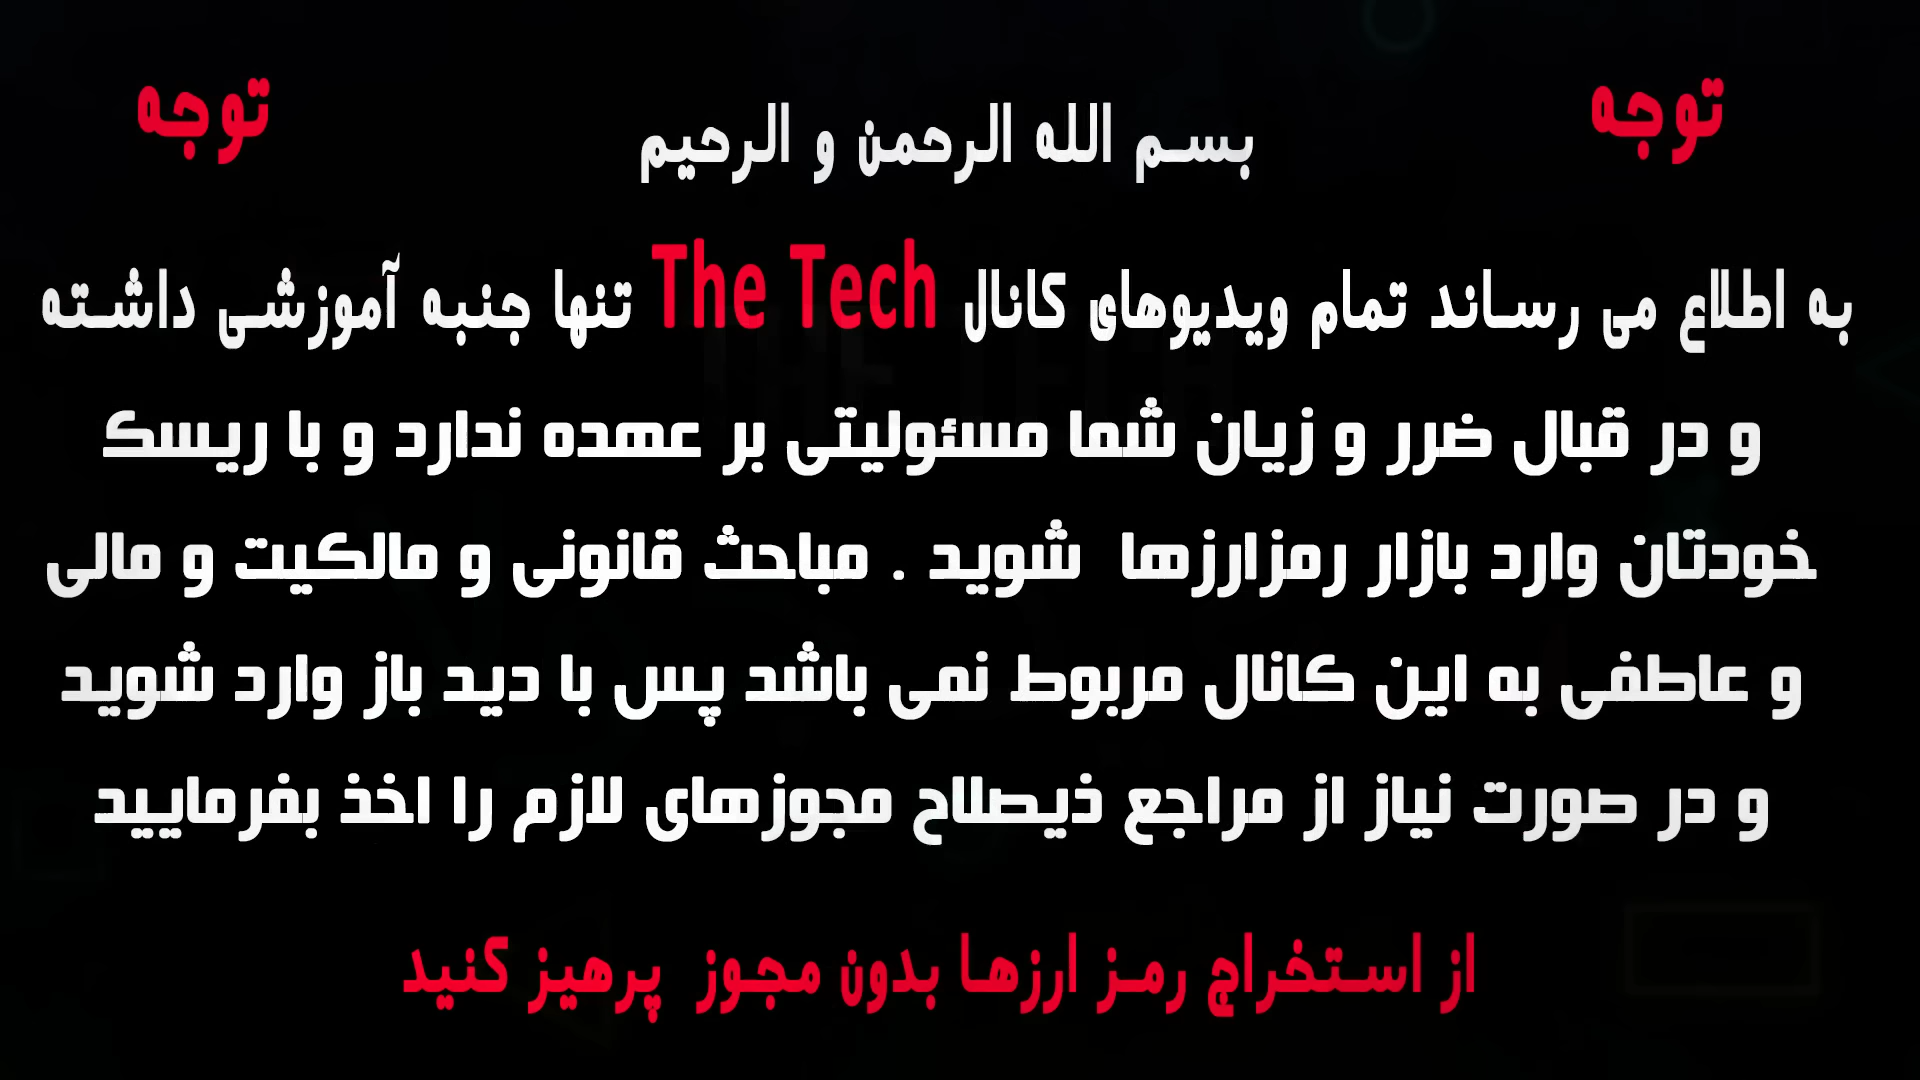 توجه
توجه
بسم الله الرحمن و الرحیم
به اطلاع می رساند تمام ویدیوهای کانال The Tech تنها جنبه آموزشی داشته
و در قبال ضرر و زیان شما مسئولیتی بر عهده ندارد و با ریسک
خودتان وارد بازار رمزارزها شوید . مباحث قانونی و مالکیت و مالی
و عاطفی به این کانال مربوط نمی باشد پس با دید باز وارد شوید
و در صورت نیاز از مراجع ذیصلاح مجوزهای لازم را اخذ بفرمایید
از استخراج رمز ارزها بدون مجوز پرهیز کنید